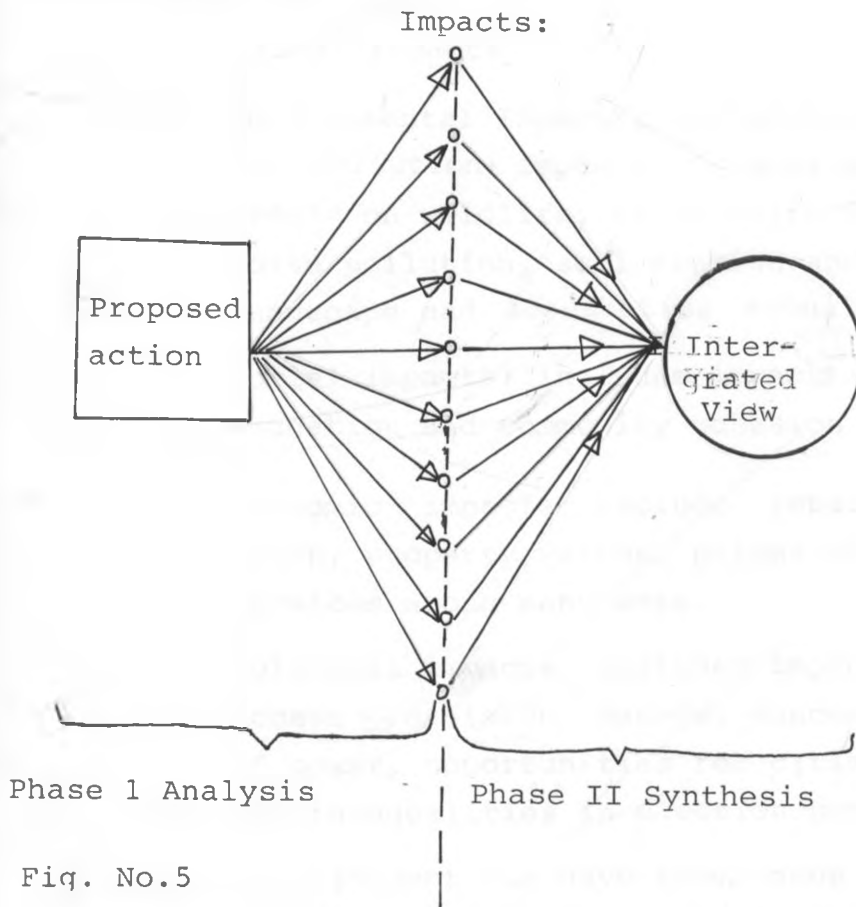 Impacts:
Proposed
action
Inter-
grated
View
Phase 1 Analysis
Phase II Synthesis
Fig. No.5